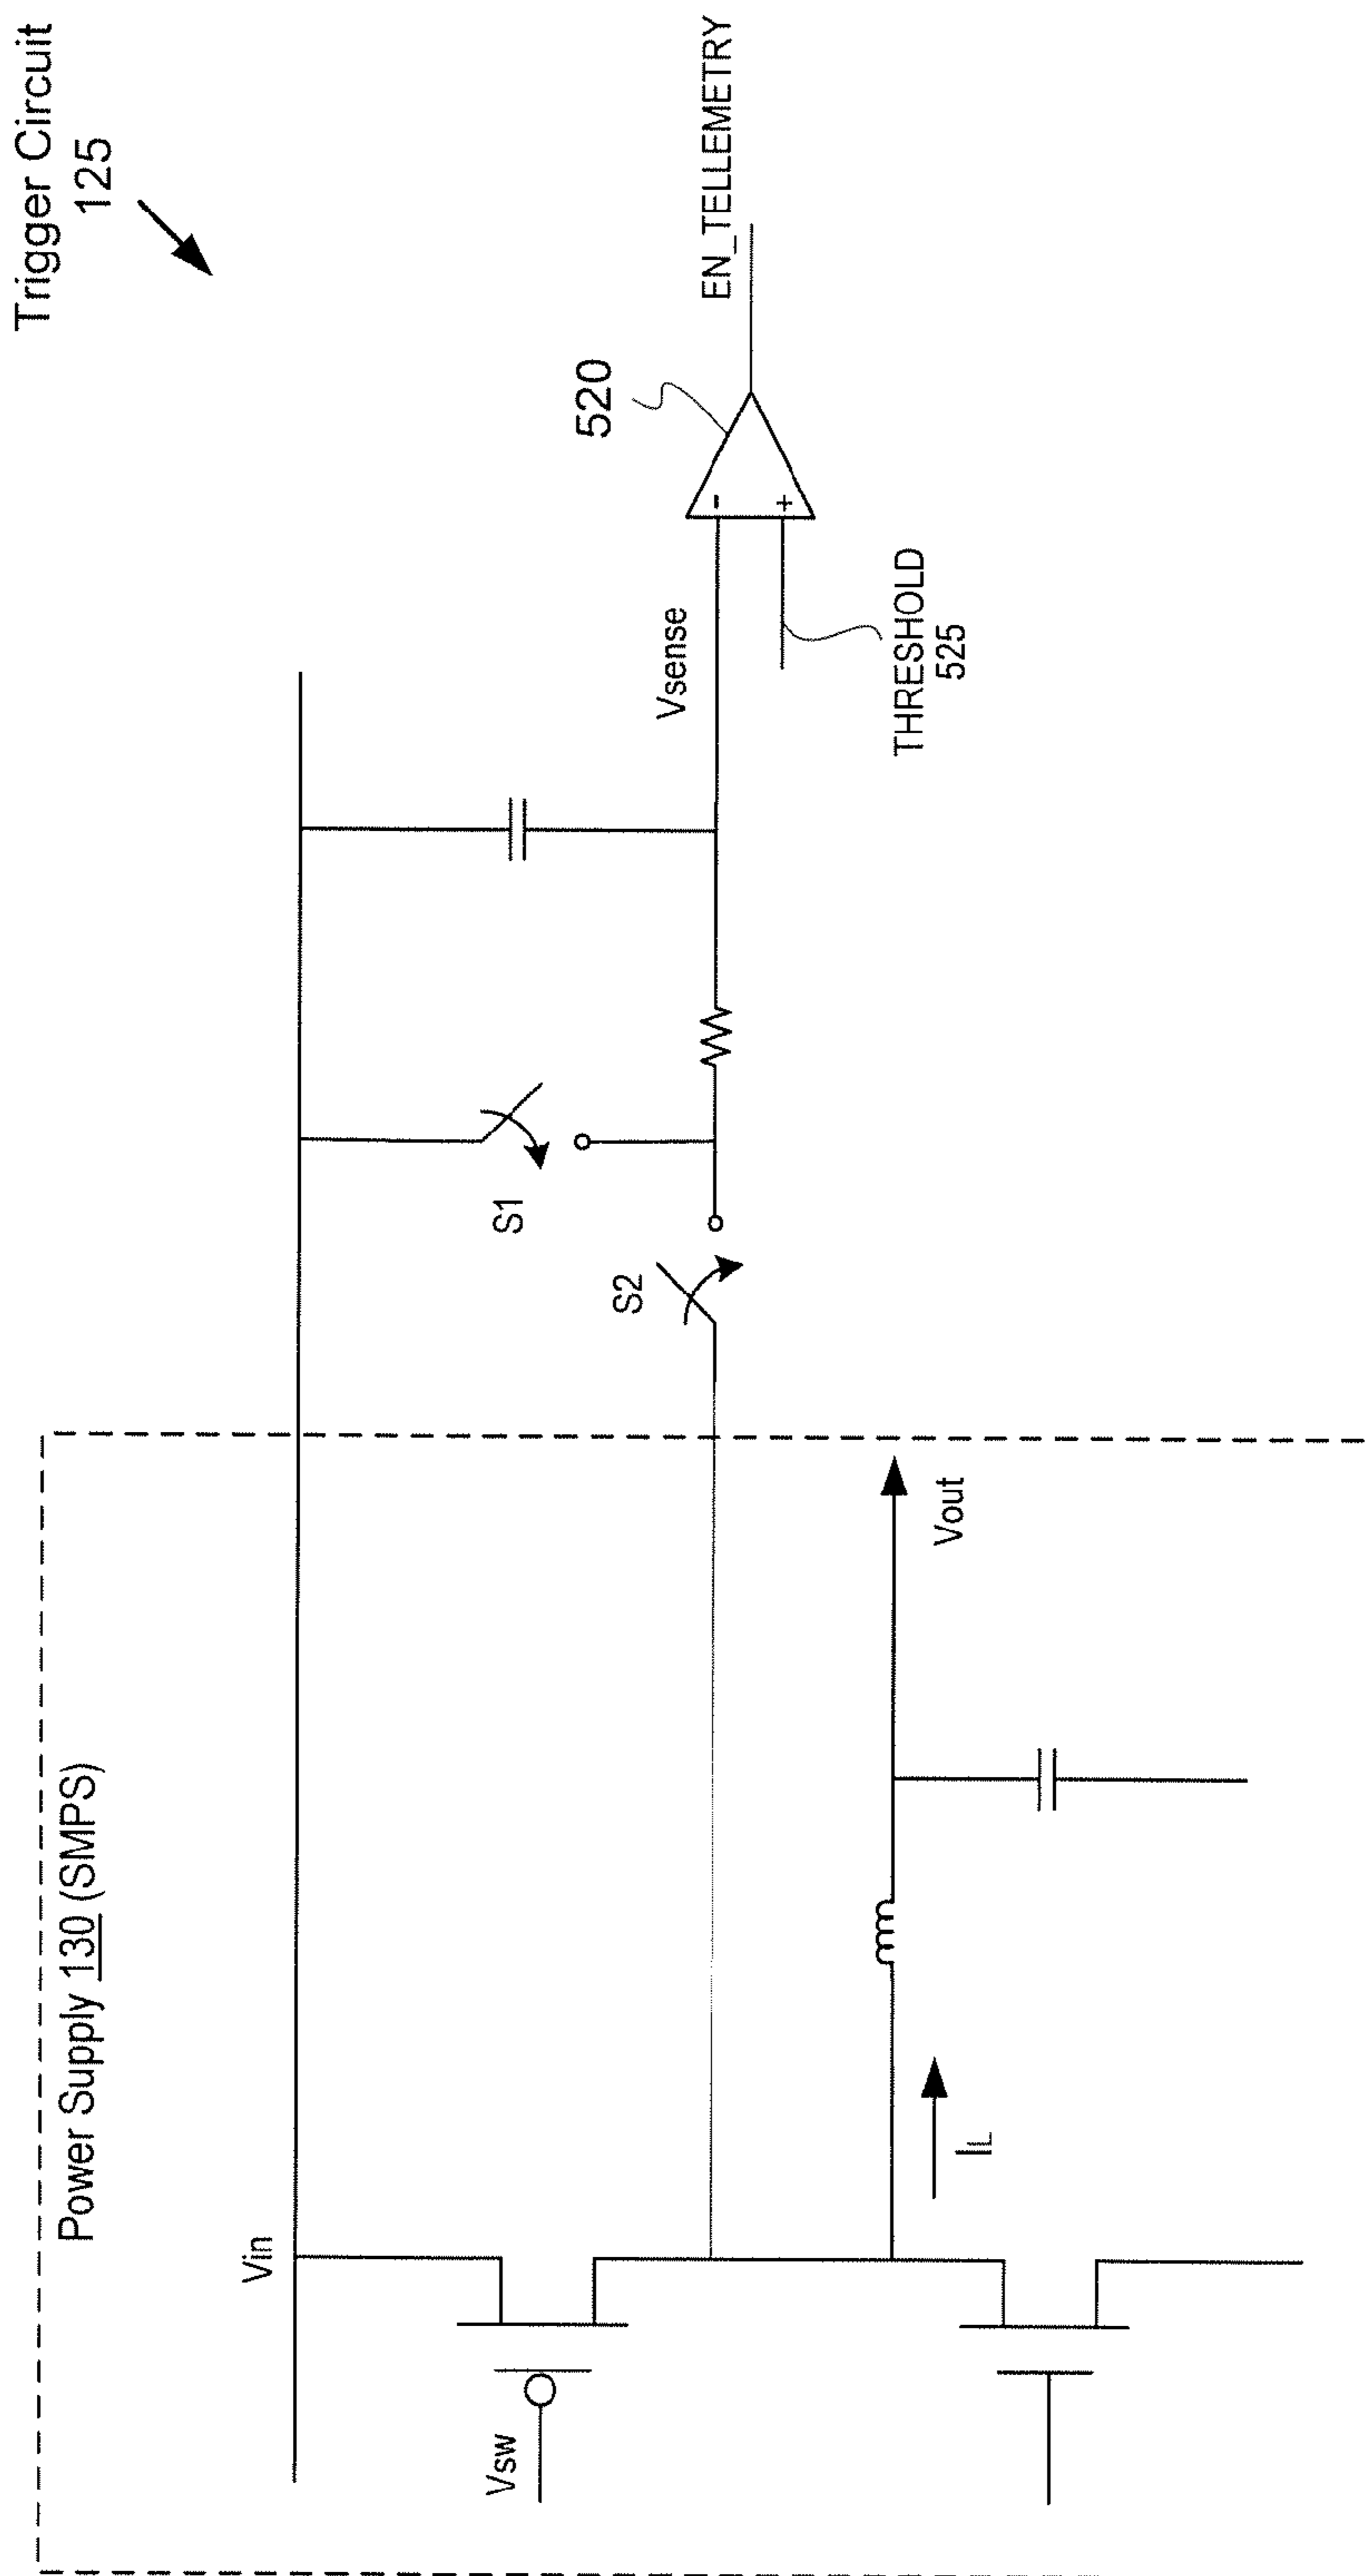 Trigger Circuit
125
Power Supply 130 (SMPS)
Vin
Vsw
S1
S2
Vsense
520
-
+
EN_TELLEMETRY
THRESHOLD
525
IL
Vout